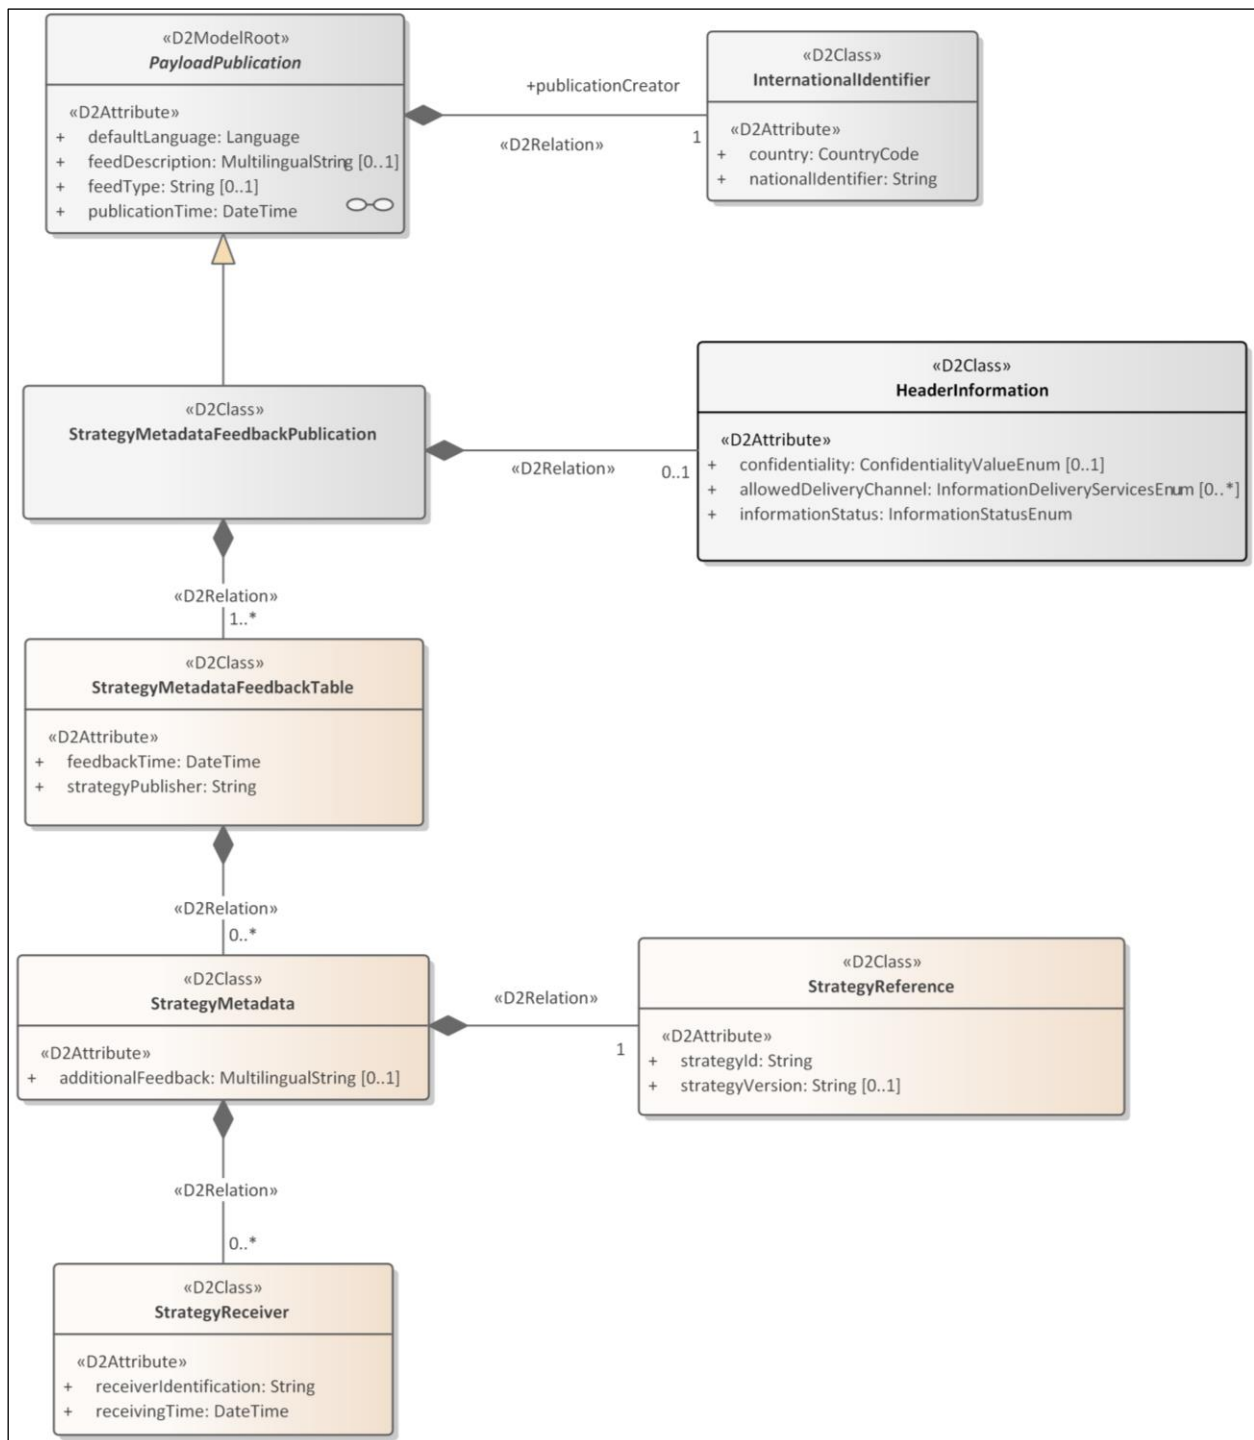 «D2ModelRoot»
PayloadPublication
«D2Attribute»
+ defaultLanguage: Language
+ feedDescription: MultilingualString [0..1]
+ feedType: String [0..1]
+ publicationTime: DateTime
+publicationCreator
«D2Relation»
1
«D2Class»
InternationalIdentifier
«D2Attribute»
+ country: CountryCode
+ nationalIdentifier: String
«D2Class»
StrategyMetadataFeedbackPublication
«D2Relation»
0..1
«D2Class»
HeaderInformation
«D2Attribute»
+ confidentiality: ConfidentialityValueEnum [0..1]
+ allowedDeliveryChannel: InformationDeliveryServicesEnum [0..*]
+ informationStatus: InformationStatusEnum
«D2Relation»
1..*
«D2Class»
StrategyMetadataFeedbackTable
«D2Attribute»
+ feedbackTime: DateTime
+ strategyPublisher: String
«D2Relation»
0..*
«D2Class»
StrategyMetadata
«D2Attribute»
+ additionalFeedback: MultilingualString [0..1]
«D2Relation»
1
«D2Class»
StrategyReference
«D2Attribute»
+ strategyId: String
+ strategyVersion: String [0..1]
«D2Relation»
0..*
«D2Class»
StrategyReceiver
«D2Attribute»
+ receiverIdentification: String
+ receivingTime: DateTime